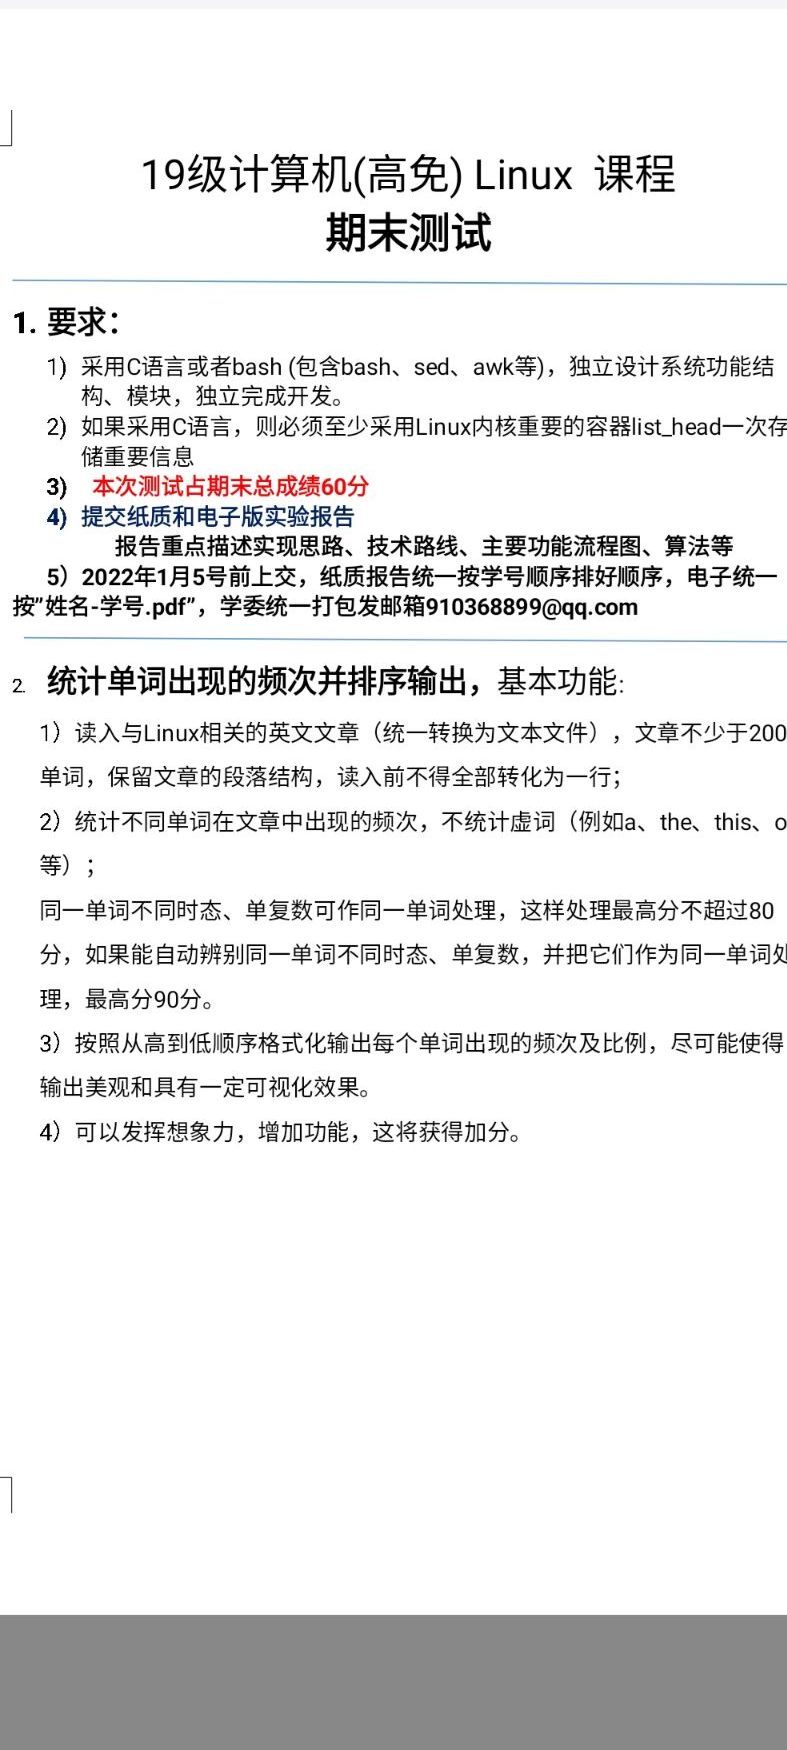 19级计算机(高免) Linux 课程
期末测试
1. 要求：
1) 采用C语言或者bash (包含bash、sed、awk等)，独立设计系统功能结
构、模块，独立完成开发。
2) 如果采用C语言，则必须至少采用Linux内核重要的容器list_head一次存
储重要信息
3) 本次测试占期末总成绩60分
4) 提交纸质和电子版实验报告
报告重点描述实现思路、技术路线、主要功能流程图、算法等
5）2022年1月5号前上交，纸质报告统一按学号顺序排好顺序，电子统一
按”姓名-学号.pdf”，学委统一打包发邮箱910368899@qq.com
2. 统计单词出现的频次并排序输出，基本功能:
1）读入与Linux相关的英文文章（统一转换为文本文件），文章不少于200
单词，保留文章的段落结构，读入前不得全部转化为一行；
2）统计不同单词在文章中出现的频次，不统计虚词（例如a、the、this、o
等）；
同一单词不同时态、单复数可作同一单词处理，这样处理最高分不超过80
分，如果能自动辨别同一单词不同时态、单复数，并把它们作为同一单词处
理，最高分90分。
3）按照从高到低顺序格式化输出每个单词出现的频次及比例，尽可能使得
输出美观和具有一定可视化效果。
4）可以发挥想象力，增加功能，这将获得加分。